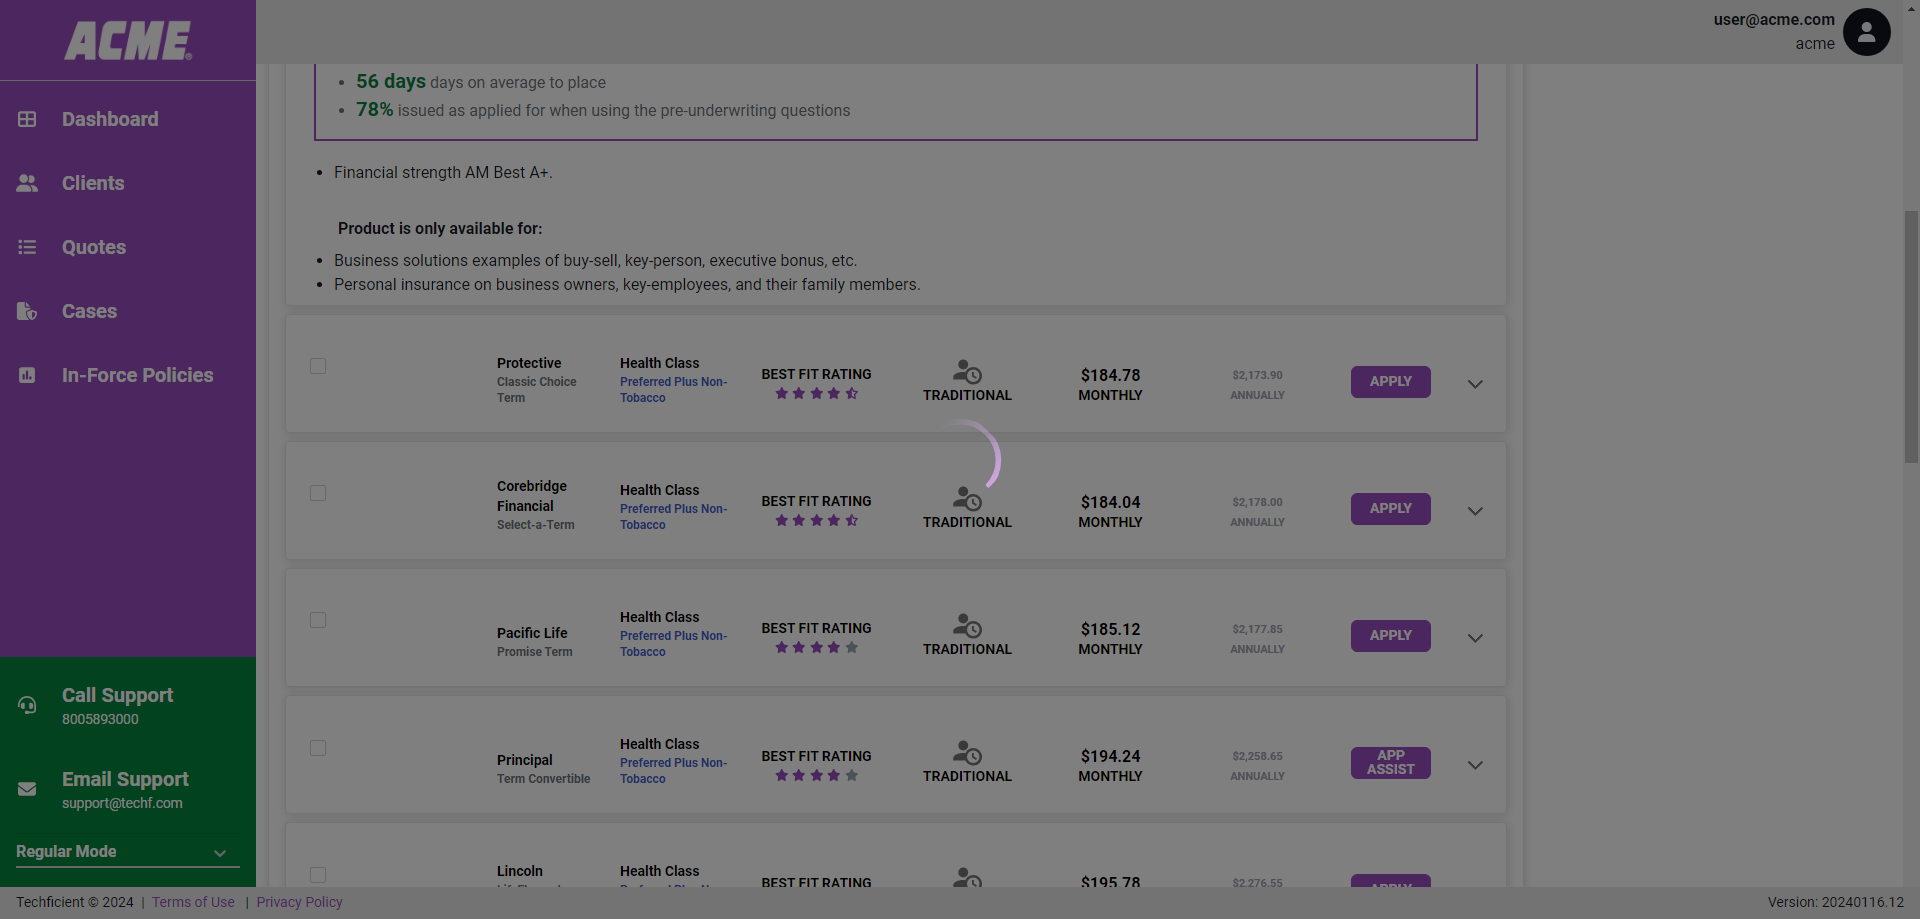 ACME
user@acme.com
acme
Dashboard
Clients
Quotes
Cases
In-Force Policies
Call Support
8005893000
Email Support
support@techf.com
Regular Mode
56 days days on average to place
78% issued as applied for when using the pre-underwriting questions
Financial strength AM Best A+.
Product is only available for:
Business solutions examples of buy-sell, key-person, executive bonus, etc.
Personal insurance on business owners, key-employees, and their family members.
Protective
Classic Choice
Term
Health Class
Preferred Plus Non-
Tobacco
BEST FIT RATING
TRADITIONAL
$184.78
MONTHLY
$2,173.90
ANNUALLY
APPLY
Corebridge
Financial
Select-a-Term
Health Class
Preferred Plus Non-
Tobacco
BEST FIT RATING
TRADITIONAL
$184.04
MONTHLY
$2,178.00
ANNUALLY
APPLY
Pacific Life
Promise Term
Health Class
Preferred Plus Non-
Tobacco
BEST FIT RATING
TRADITIONAL
$185.12
MONTHLY
$2,177.85
ANNUALLY
APPLY
Principal
Term Convertible
Health Class
Preferred Plus Non-
Tobacco
BEST FIT RATING
TRADITIONAL
$194.24
MONTHLY
$2,258.65
ANNUALLY
APP
ASSIST
Lincoln
Health Class
BEST FIT RATING
$195.78
$2,276.55
APPLY
Techficient © 2024 | Terms of Use | Privacy Policy
Version: 20240116.12